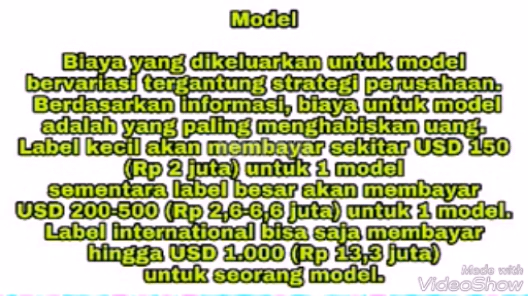 Model
Biaya yang dikeluarkan untuk model
bervariasi tergantung strategi perusahaan.
Berdasarkan informasi, biaya untuk model
adalah yang paling menghabiskan uang.
Label kecil akan membayar sekitar USD 150
(Rp 2 juta) untuk 1 model
sementara label besar akan membayar
USD 200-500 (Rp 2,6-6,6 juta) untuk 1 model.
Label international bisa saja membayar
hingga USD 1.000 (Rp 13,3 juta)
untuk seorang model.
Made with
VideoShow